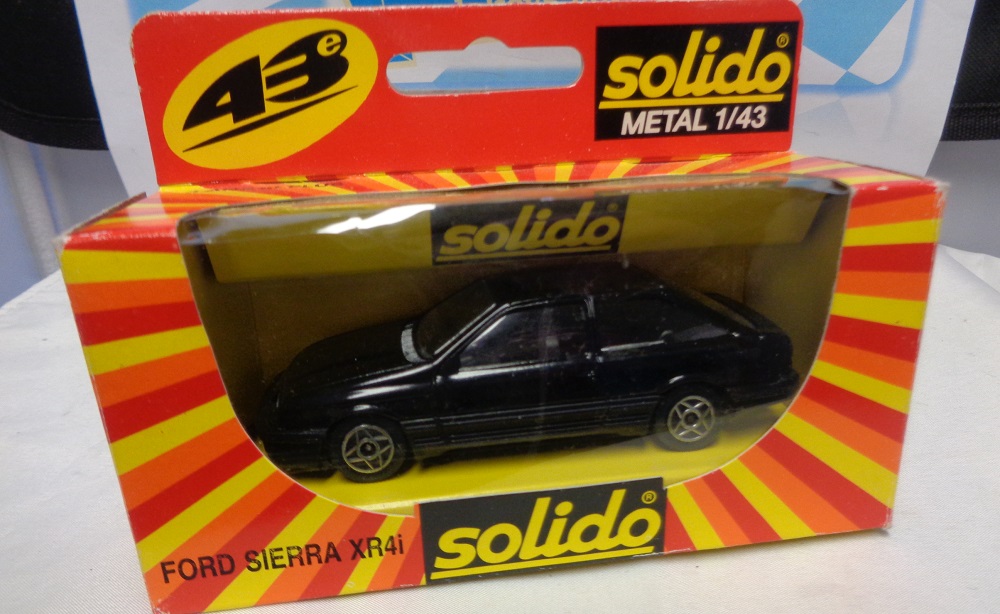 43e
solido®
METAL 1/43
solido
FORD SIERRA XR4i
solido®